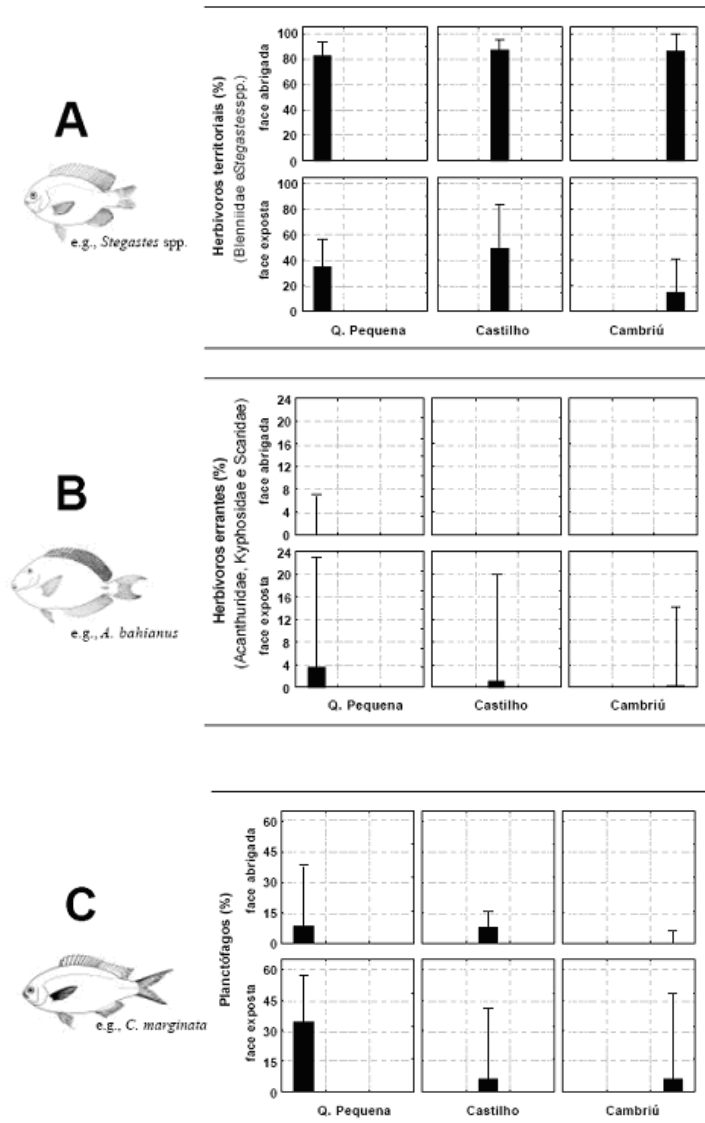 A
e.g., Stegastes spp.
Herbívoros territoriais (%)
(Blenniidae eStegastesspp.)
face abrigada
100
80
60
40
20
0
face exposta
100
80
60
40
20
0
Q. Pequena Castilho Cambriú
B
e.g., A. bahianus
Herbívoros errantes (%)
(Acanthuridae, Kyphosidae e Scaridae)
face abrigada
24
20
16
12
8
4
0
face exposta
24
20
16
12
8
4
0
Q. Pequena Castilho Cambriú
C
e.g., C. marginata
Planctófagos (%)
face abrigada
60
45
30
15
0
face exposta
60
45
30
15
0
Q. Pequena Castilho Cambriú